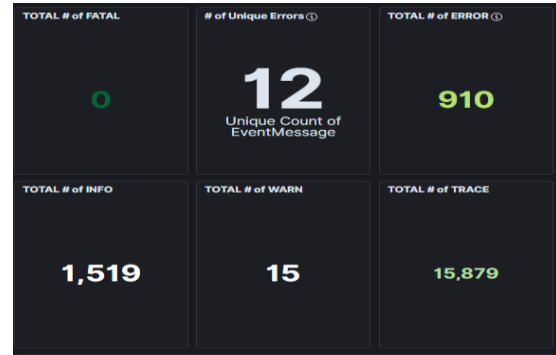 TOTAL # of FATAL
0
# of Unique Errors ⓘ
12
Unique Count of
EventMessage
TOTAL # of ERROR ⓘ
910
TOTAL # of INFO
1,519
TOTAL # of WARN
15
TOTAL # of TRACE
15,879